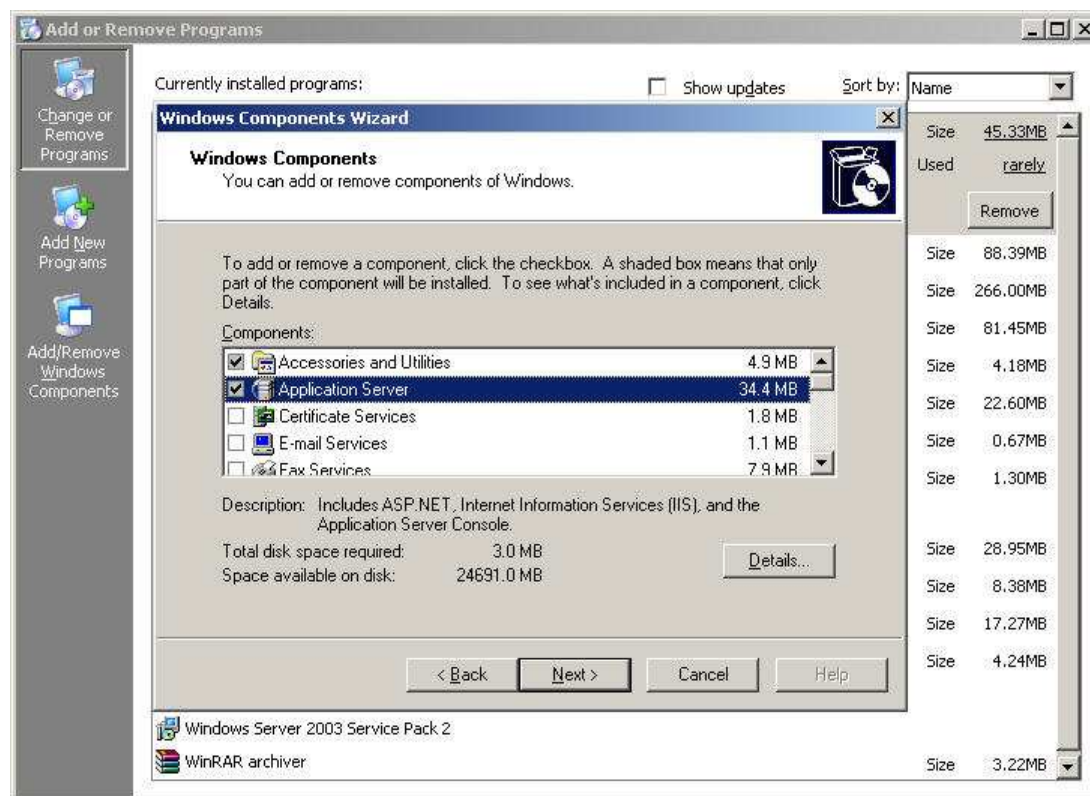 Add or Remove Programs
Change or
Remove
Programs
Add New
Programs
Add/Remove
Windows
Components
Currently installed programs:
Show updates
Sort by: Name
Windows Components Wizard
Windows Components
You can add or remove components of Windows.
To add or remove a component, click the checkbox. A shaded box means that only
part of the component will be installed. To see what's included in a component, click
Details.
Components:
Accessories and Utilities 4.9 MB
Application Server 34.4 MB
Certificate Services 1.8 MB
E-mail Services 1.1 MB
Fax Services 7.9 MB
Description: Includes ASP.NET, Internet Information Services (IIS), and the
Application Server Console.
Total disk space required: 3.0 MB
Space available on disk: 24691.0 MB
Details...
< Back Next > Cancel Help
Size 45.33MB
Used rarely
Remove
Size 88.39MB
Size 266.00MB
Size 81.45MB
Size 4.18MB
Size 22.60MB
Size 0.67MB
Size 1.30MB
Size 28.95MB
Size 8.38MB
Size 17.27MB
Size 4.24MB
Windows Server 2003 Service Pack 2
WinRAR archiver Size 3.22MB